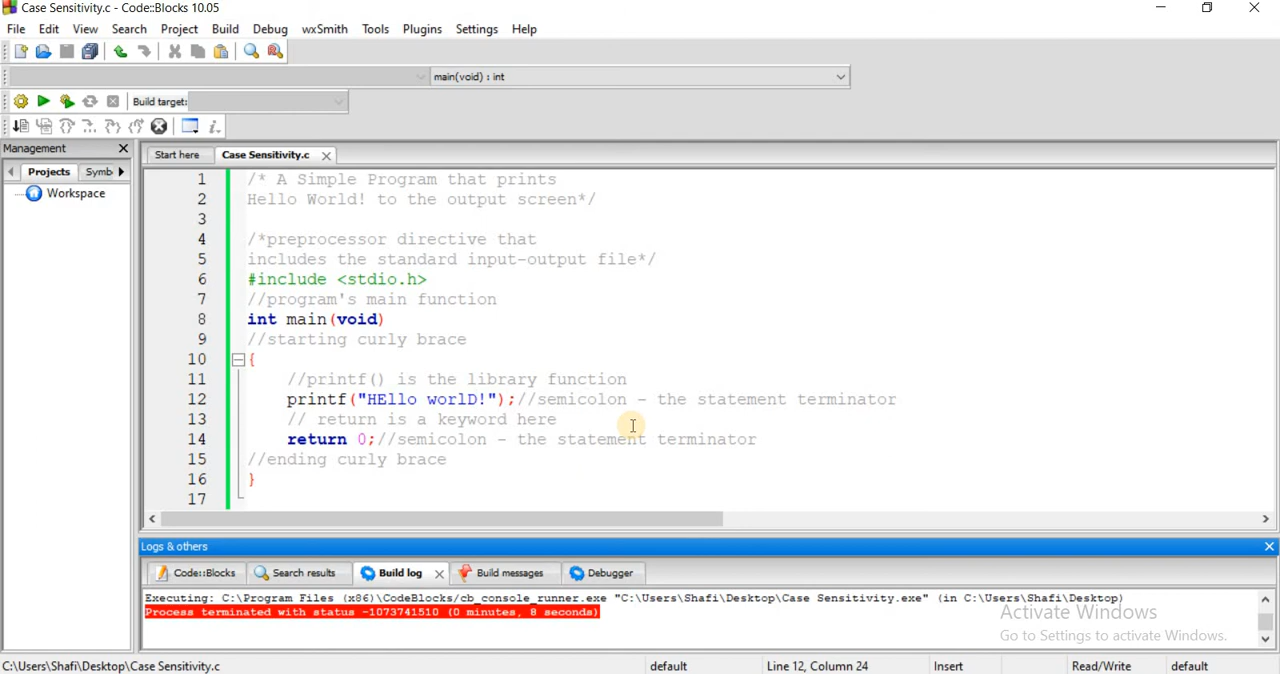 Case Sensitivity.c - Code::Blocks 10.05
File Edit View Search Project Build Debug wxSmith Tools Plugins Settings Help
main(void) : int
Build target:
Management
Projects Symb
Workspace
Start here Case Sensitivity.c
1 /* A Simple Program that prints
2 Hello World! to the output screen*/
3
4 /*preprocessor directive that
5 includes the standard input-output file*/
6 #include <stdio.h>
7 //program's main function
8 int main(void)
9 //starting curly brace
10 {
11 //printf() is the library function
12 printf("HEllo worlD!");//semicolon - the statement terminator
13 // return is a keyword here
14 return 0;//semicolon - the statement terminator
15 //ending curly brace
16 }
17
Logs & others
Code::Blocks Search results Build log Build messages Debugger
Executing: C:\Program Files (x86)\CodeBlocks/cb_console_runner.exe "C:\Users\Shafi\Desktop\Case Sensitivity.exe" (in C:\Users\Shafi\Desktop)
Process terminated with status -1073741510 (0 minutes, 8 seconds)
Activate Windows
Go to Settings to activate Windows.
C:\Users\Shafi\Desktop\Case Sensitivity.c default Line 12, Column 24 Insert Read/Write default